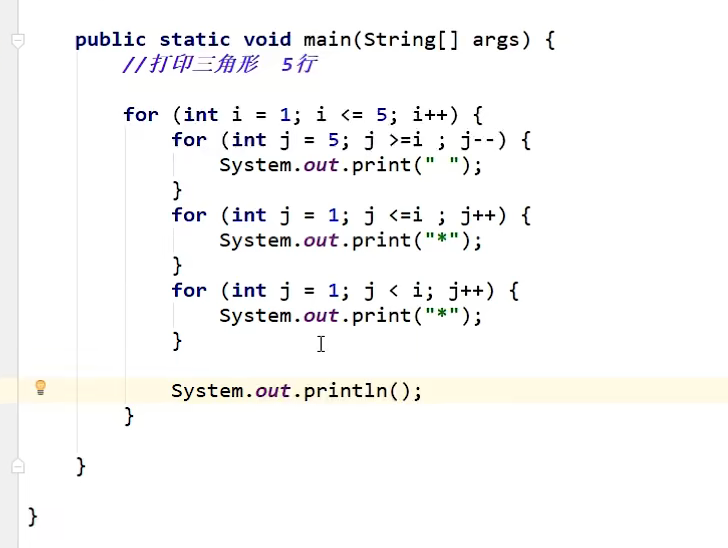 public static void main(String[] args) {
//打印三角形  5行
for (int i = 1; i <= 5; i++) {
for (int j = 5; j >=i ; j--) {
System.out.print(" ");
}
for (int j = 1; j <=i ; j++) {
System.out.print("*");
}
for (int j = 1; j < i; j++) {
System.out.print("*");
}
System.out.println();
}
}
}